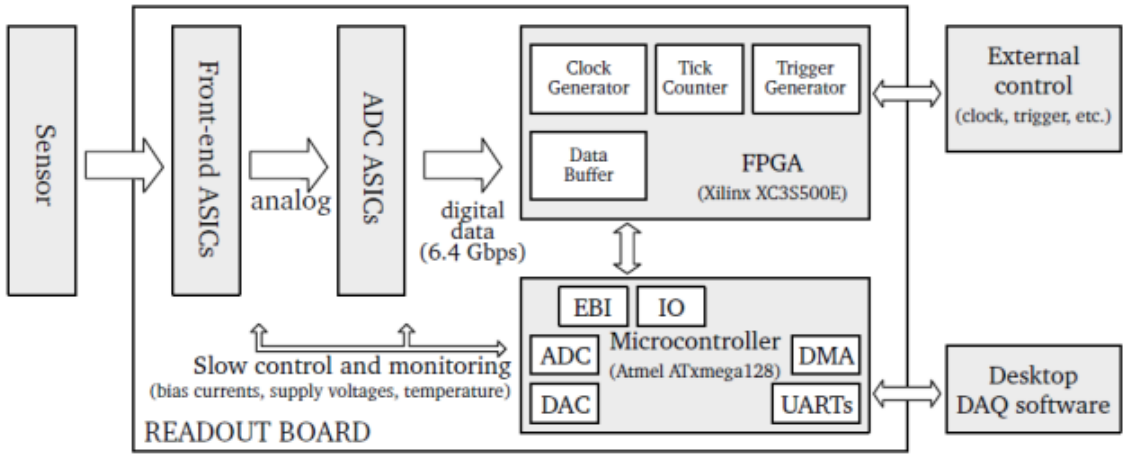 Sensor
Front-end ASICs
analog
ADC ASICs
digital
data
(6.4 Gbps)
Clock
Generator
Tick
Counter
Trigger
Generator
Data
Buffer
FPGA
(Xilinx XC3S500E)
External
control
(clock, trigger, etc.)
EBI
IO
ADC
Microcontroller
(Atmel ATxmega128)
DMA
DAC
UARTs
Slow control and monitoring
(bias currents, supply voltages, temperature)
READOUT BOARD
Desktop
DAQ software